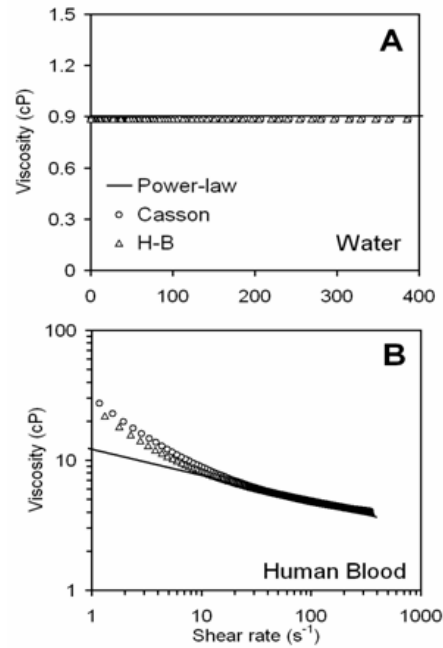 A
1.5
1.2
0.9
0.6
0.3
0
Viscosity (cP)
Power-law
Casson
H-B
Water
0 100 200 300 400
B
100
10
1
Viscosity (cP)
Human Blood
1 10 100 1000
Shear rate (s⁻¹)